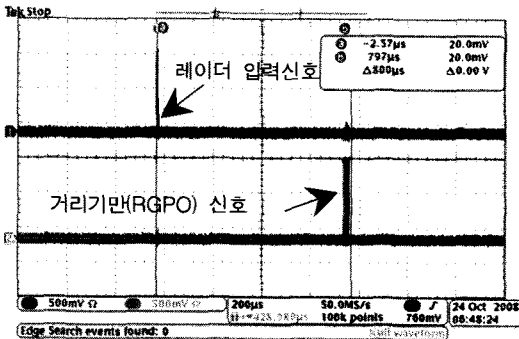 Tek Stop
ⓐ -2.57µs 20.0mV
ⓑ 797µs 20.0mV
Δ800µs Δ0.00 V
레이더 입력신호
거리기만(RGPO) 신호
500mV Ω 500mV Ω 200µs 50.0MS/s 24 Oct 2008
100k points 760mV 08:48:24
Edge Search events found: 0